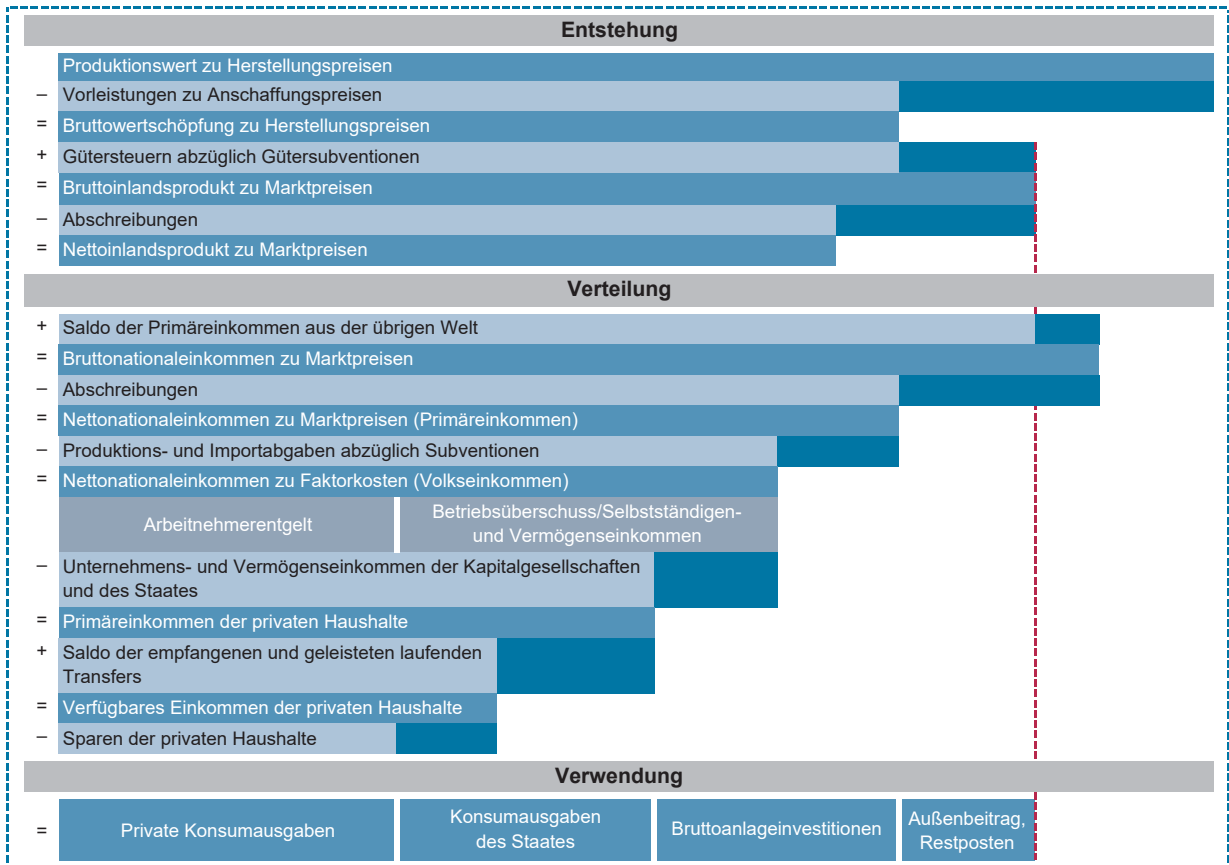 Entstehung
Produktionswert zu Herstellungspreisen
– Vorleistungen zu Anschaffungspreisen
= Bruttowertschöpfung zu Herstellungspreisen
+ Gütersteuern abzüglich Gütersubventionen
= Bruttoinlandsprodukt zu Marktpreisen
– Abschreibungen
= Nettoinlandsprodukt zu Marktpreisen
Verteilung
+ Saldo der Primäreinkommen aus der übrigen Welt
= Bruttonationaleinkommen zu Marktpreisen
– Abschreibungen
= Nettonationaleinkommen zu Marktpreisen (Primäreinkommen)
– Produktions- und Importabgaben abzüglich Subventionen
= Nettonationaleinkommen zu Faktorkosten (Volkseinkommen)
Arbeitnehmerentgelt
Betriebsüberschuss/Selbstständigen-
und Vermögenseinkommen
– Unternehmens- und Vermögenseinkommen der Kapitalgesellschaften
und des Staates
= Primäreinkommen der privaten Haushalte
+ Saldo der empfangenen und geleisteten laufenden
Transfers
= Verfügbares Einkommen der privaten Haushalte
– Sparen der privaten Haushalte
Verwendung
= Private Konsumausgaben
Konsumausgaben
des Staates
Bruttoanlageinvestitionen
Außenbeitrag,
Restposten